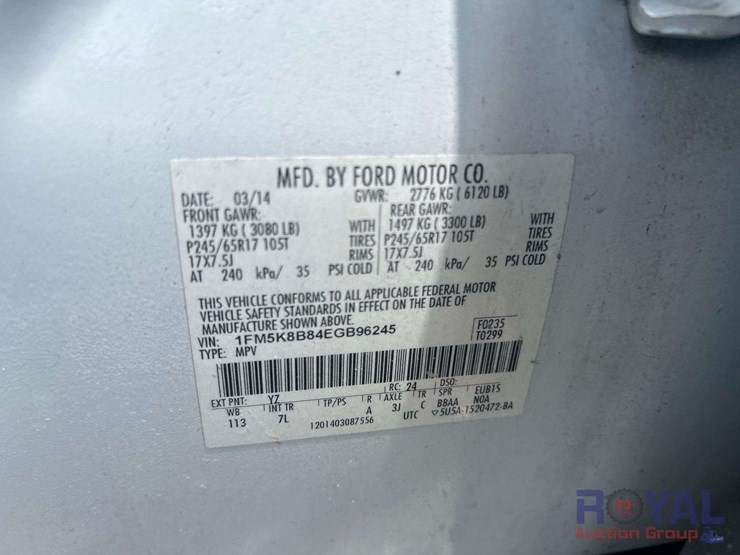 MFD. BY FORD MOTOR CO.
DATE: 03/14 GVWR: 2776 KG ( 6120 LB)
FRONT GAWR: REAR GAWR:
1397 KG ( 3080 LB) WITH 1497 KG ( 3300 LB) WITH
P245/65R17 105T TIRES P245/65R17 105T TIRES
17X7.5J RIMS 17X7.5J RIMS
AT 240 kPa/ 35 PSI COLD AT 240 kPa/ 35 PSI COLD
THIS VEHICLE CONFORMS TO ALL APPLICABLE FEDERAL MOTOR
VEHICLE SAFETY STANDARDS IN EFFECT ON THE DATE OF
MANUFACTURE SHOWN ABOVE.
VIN: 1FM5K8B84EGB96245 F0235
TYPE: MPV T0299
EXT PNT: Y7 RC: 24 DSO:
WB INT TR TP/PS R AXLE TR SPR EUB1S
113 7L A 3J C BBAA NOA
1201403087556 UTC ▽5U5A-1520472-BA
ROYAL
Auction Group